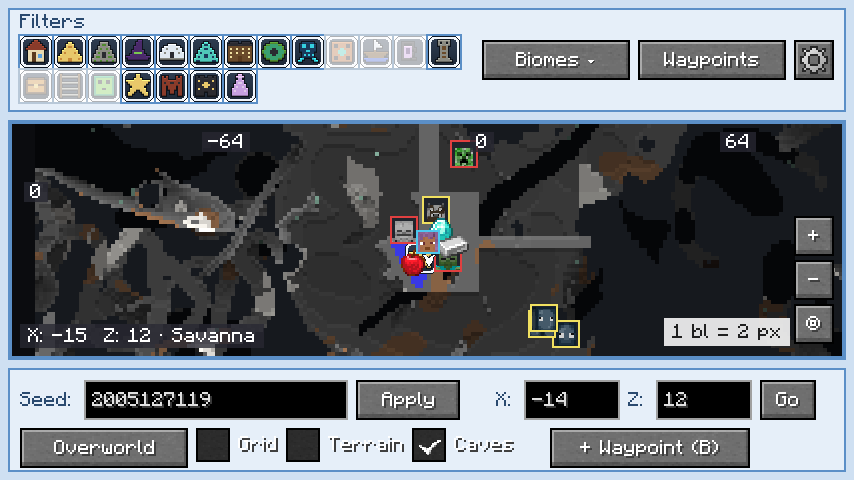 Filters
Biomes
Waypoints
-64 0 64
0
+
-
X: -15 Z: 12 · Savanna
1 bl = 2 px
Seed: 2005127119 Apply X: -14 Z: 12 Go
Overworld Grid Terrain Caves + Waypoint (B)